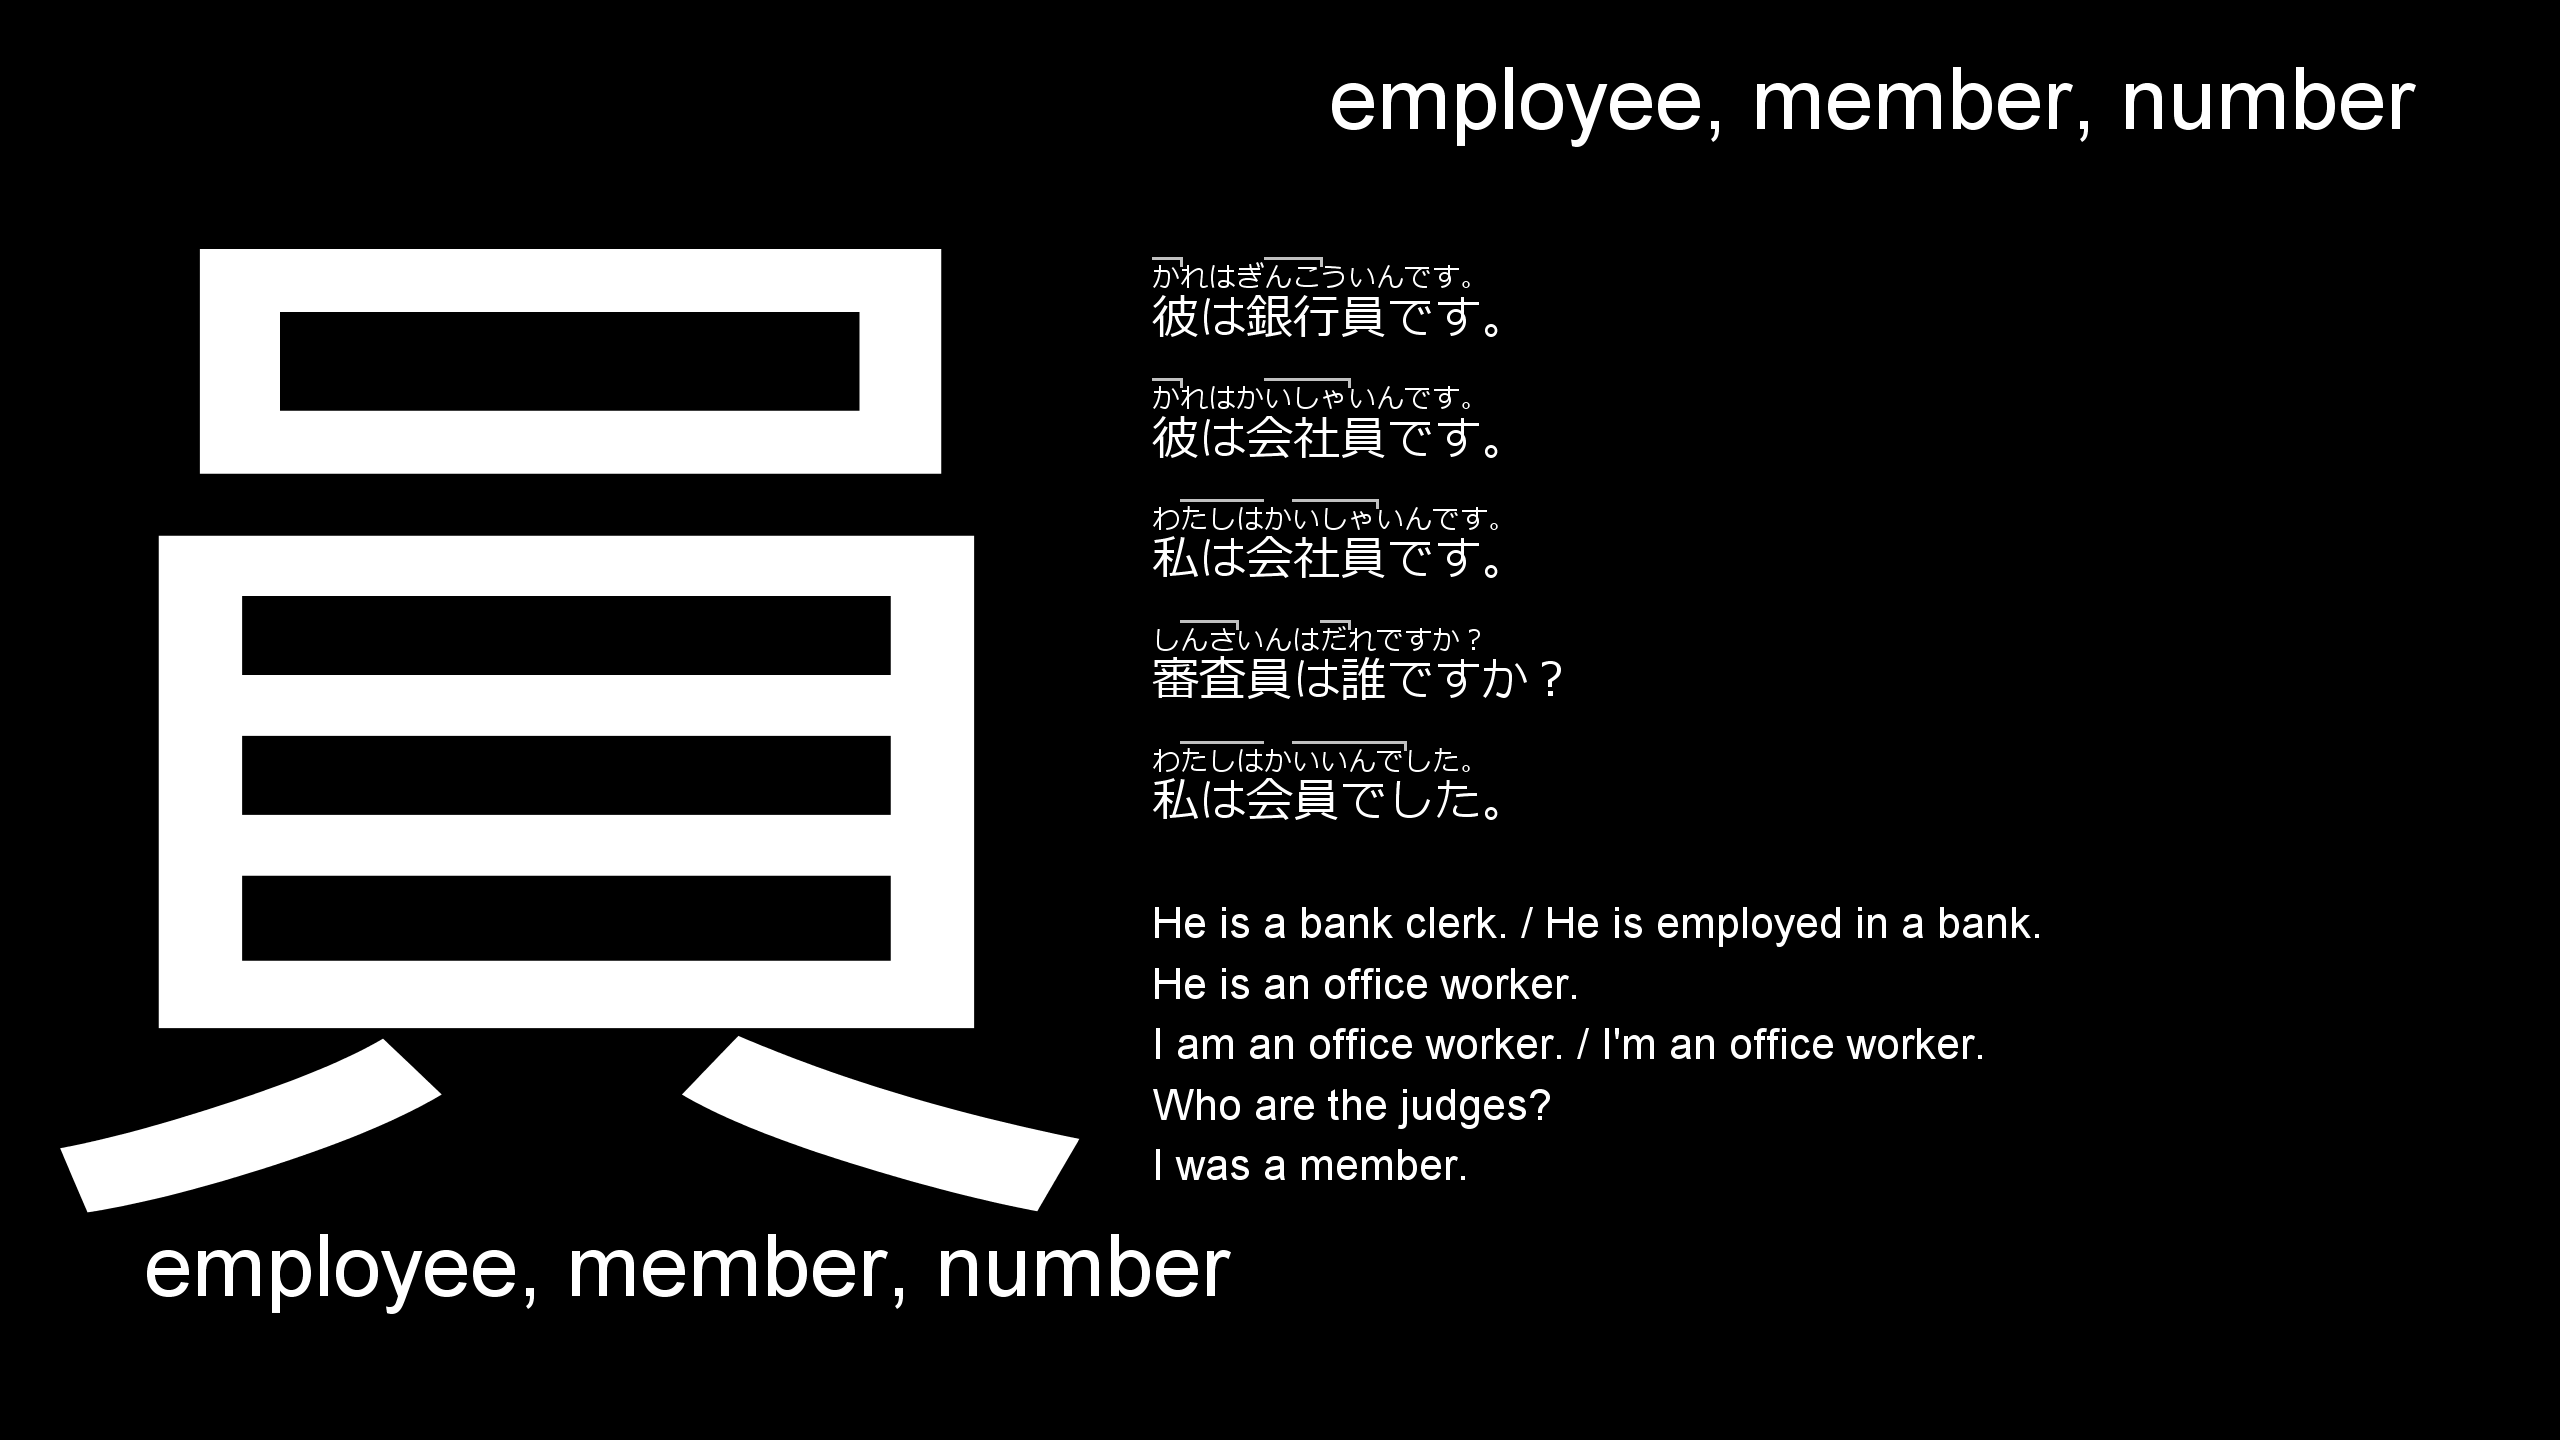 employee, member, number
員
かれはぎんこういんです。
彼は銀行員です。
かれはかいしゃいんです。
彼は会社員です。
わたしはかいしゃいんです。
私は会社員です。
しんさいんはだれですか？
審査員は誰ですか？
わたしはかいいんでした。
私は会員でした。
He is a bank clerk. / He is employed in a bank.
He is an office worker.
I am an office worker. / I'm an office worker.
Who are the judges?
I was a member.
employee, member, number